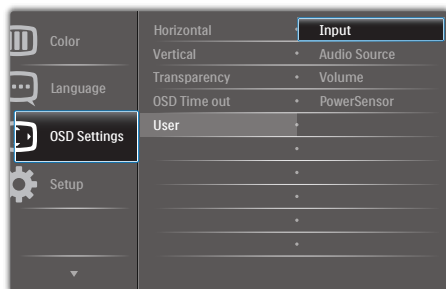 Color
Language
OSD Settings
Setup
Horizontal
Vertical
Transparency
OSD Time out
User
Input
Audio Source
Volume
PowerSensor